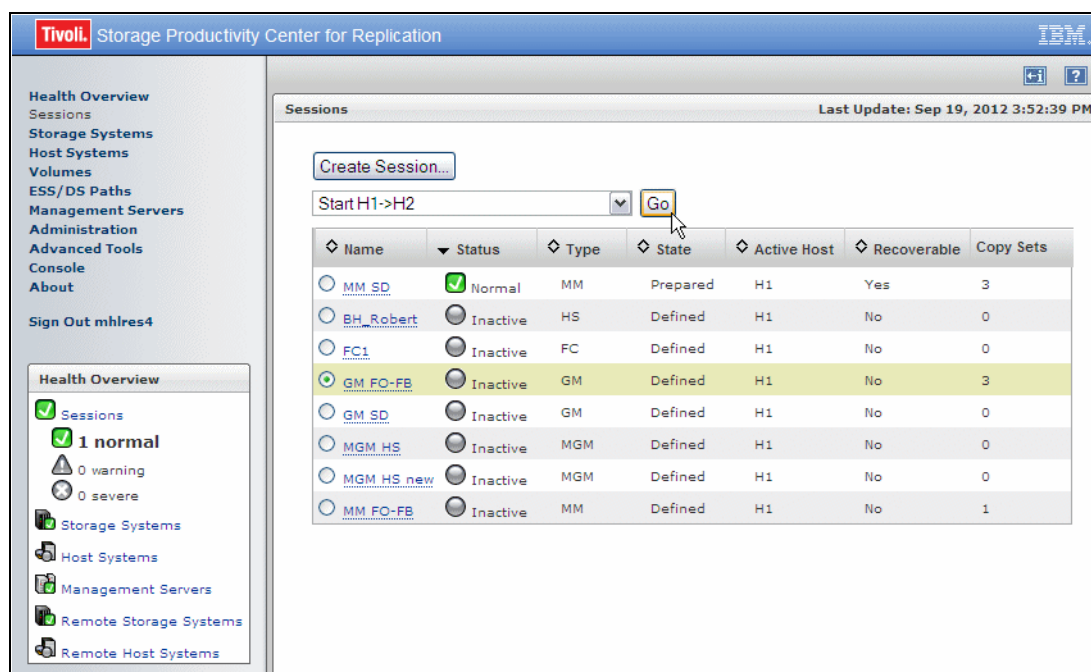 Tivoli. Storage Productivity Center for Replication IBM.
Health Overview
Sessions
Storage Systems
Host Systems
Volumes
ESS/DS Paths
Management Servers
Administration
Advanced Tools
Console
About
Sign Out mhlres4
Health Overview
Sessions
1 normal
0 warning
0 severe
Storage Systems
Host Systems
Management Servers
Remote Storage Systems
Remote Host Systems
i ?
Sessions Last Update: Sep 19, 2012 3:52:39 PM
Create Session...
Start H1->H2 Go
Name Status Type State Active Host Recoverable Copy Sets
MM SD Normal MM Prepared H1 Yes 3
BH_Robert Inactive HS Defined H1 No 0
FC1 Inactive FC Defined H1 No 0
GM FO-FB Inactive GM Defined H1 No 3
GM SD Inactive GM Defined H1 No 0
MGM HS Inactive MGM Defined H1 No 0
MGM HS new Inactive MGM Defined H1 No 0
MM FO-FB Inactive MM Defined H1 No 1